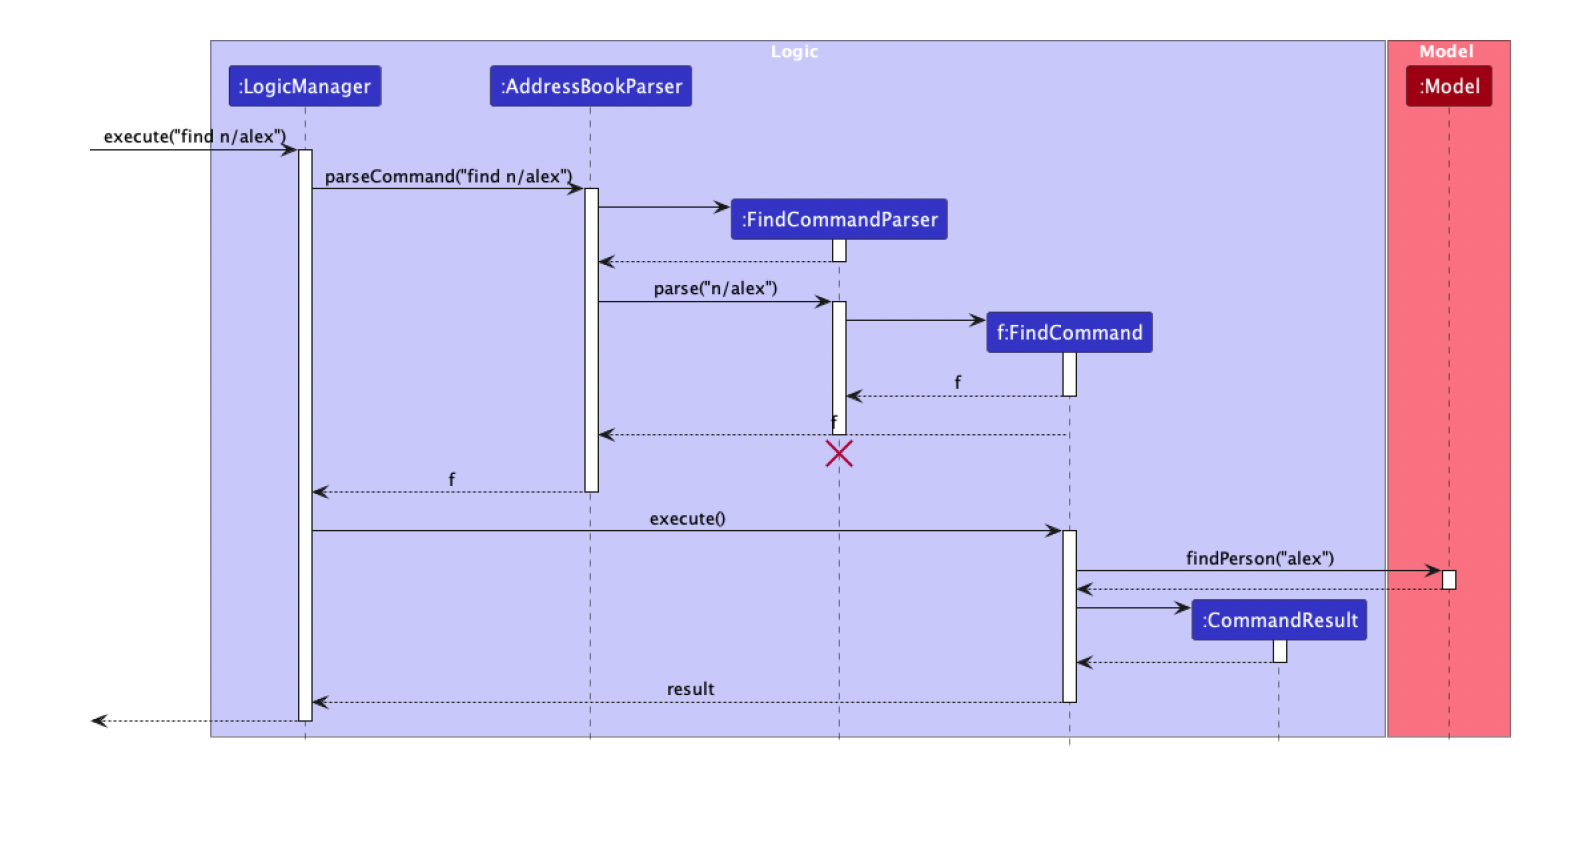 Logic
Model
:LogicManager
:AddressBookParser
:Model
execute("find n/alex")
parseCommand("find n/alex")
:FindCommandParser
parse("n/alex")
f:FindCommand
f
f
f
execute()
findPerson("alex")
:CommandResult
result